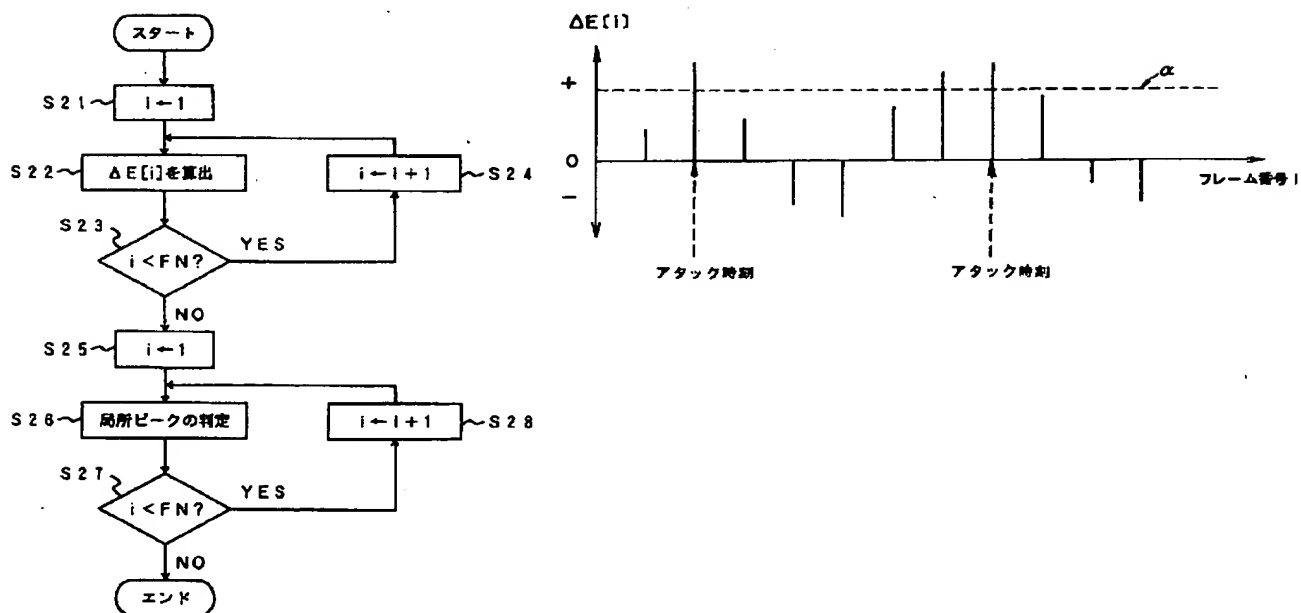 スタート
S21
i←1
S22
ΔE[i]を算出
i←i+1
S24
S23
i<FN?
YES
NO
S25
i←1
S26
局所ピークの判定
i←i+1
S28
S27
i<FN?
YES
NO
エンド
ΔE[i]
+
α
0
フレーム番号i
−
アタック時刻
アタック時刻